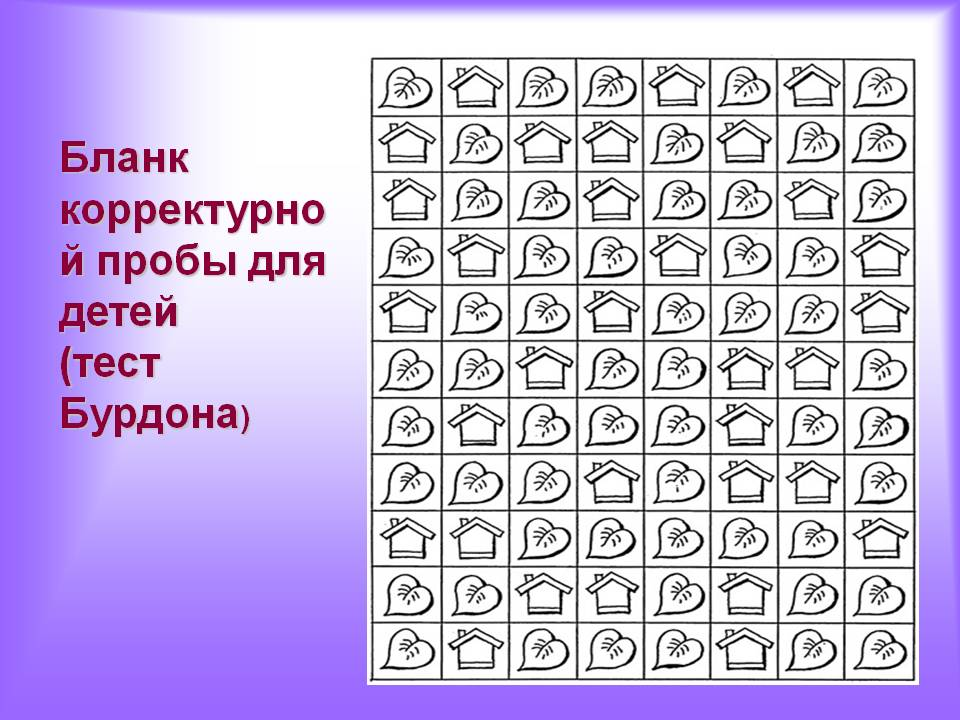 Бланк
корректурно
й пробы для
детей
(тест
Бурдона)